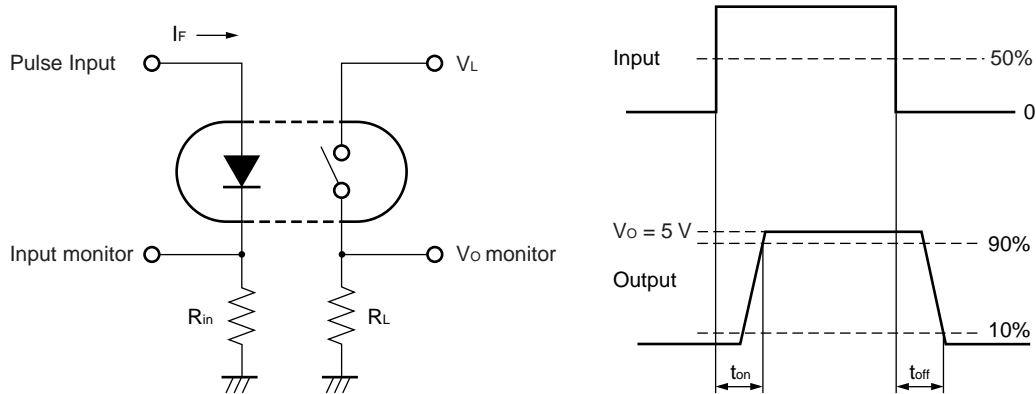 IF
Pulse Input
VL
Input monitor
VO monitor
Rin
RL
Input
50%
0
VO = 5 V
90%
Output
10%
ton
toff